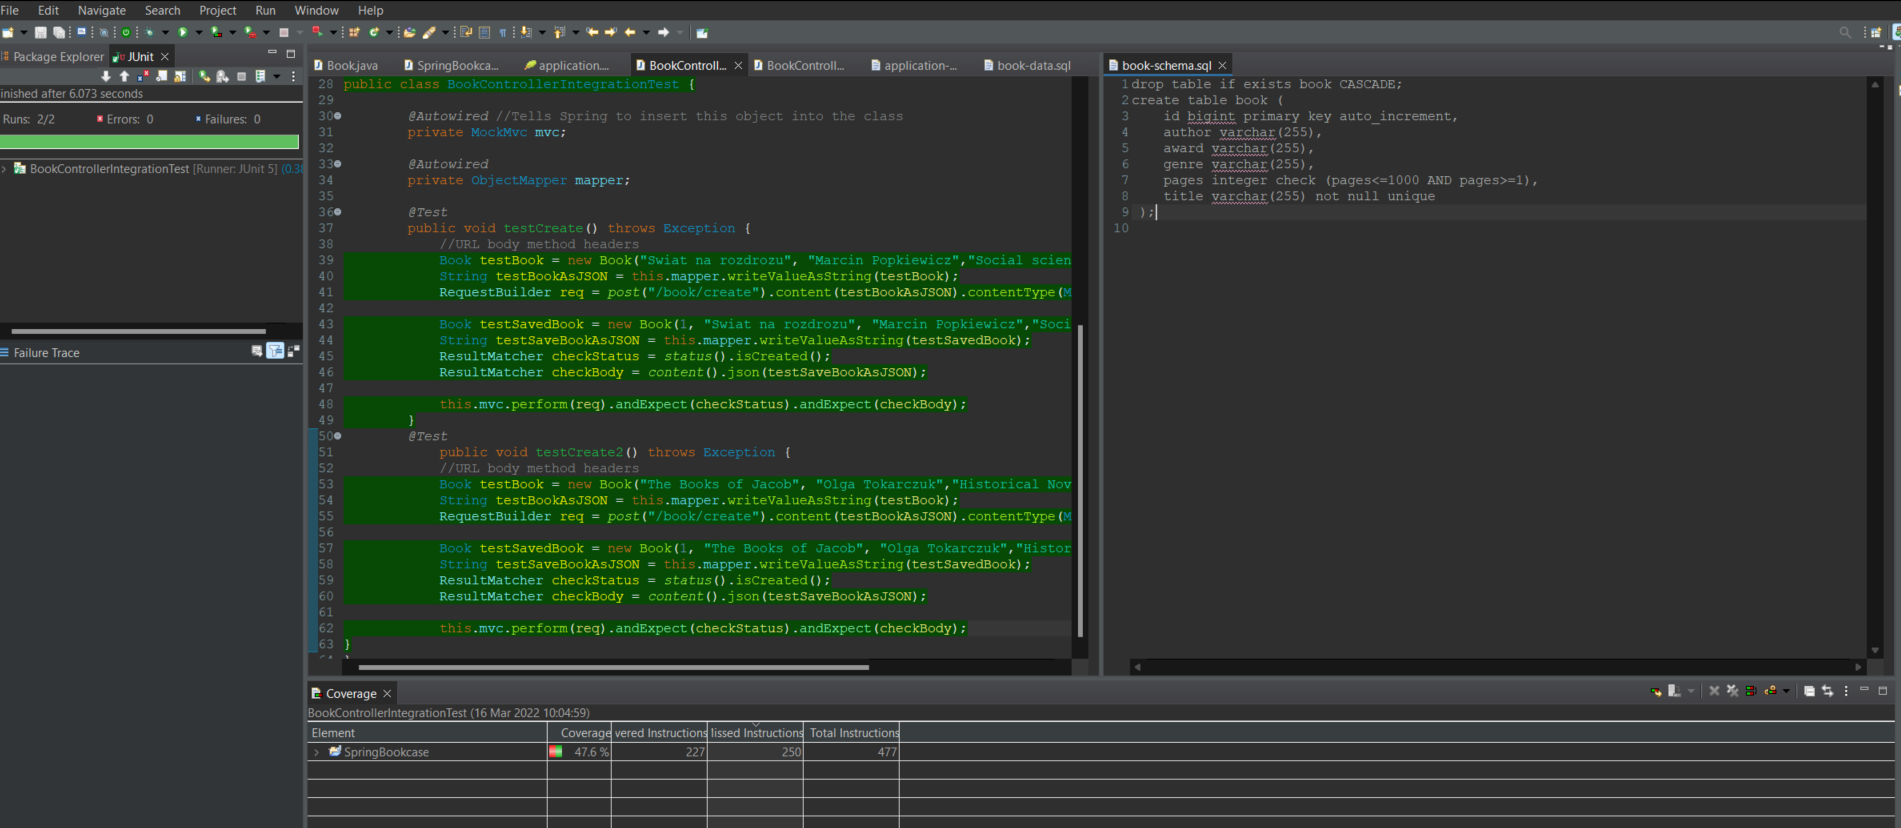 File Edit Navigate Search Project Run Window Help
Package Explorer JUnit
inished after 6.073 seconds
Runs: 2/2 Errors: 0 Failures: 0
BookControllerIntegrationTest [Runner: JUnit 5] (0.38
Failure Trace
Book.java SpringBookca... application.... BookControll... BookControll... application-... book-data.sql
28 public class BookControllerIntegrationTest {
29
30 @Autowired //Tells Spring to insert this object into the class
31 private MockMvc mvc;
32
33 @Autowired
34 private ObjectMapper mapper;
35
36 @Test
37 public void testCreate() throws Exception {
38 //URL body method headers
39 Book testBook = new Book("Swiat na rozdrozu", "Marcin Popkiewicz","Social scien
40 String testBookAsJSON = this.mapper.writeValueAsString(testBook);
41 RequestBuilder req = post("/book/create").content(testBookAsJSON).contentType(M
42
43 Book testSavedBook = new Book(1, "Swiat na rozdrozu", "Marcin Popkiewicz","Soci
44 String testSaveBookAsJSON = this.mapper.writeValueAsString(testSavedBook);
45 ResultMatcher checkStatus = status().isCreated();
46 ResultMatcher checkBody = content().json(testSaveBookAsJSON);
47
48 this.mvc.perform(req).andExpect(checkStatus).andExpect(checkBody);
49 }
50 @Test
51 public void testCreate2() throws Exception {
52 //URL body method headers
53 Book testBook = new Book("The Books of Jacob", "Olga Tokarczuk","Historical Nov
54 String testBookAsJSON = this.mapper.writeValueAsString(testBook);
55 RequestBuilder req = post("/book/create").content(testBookAsJSON).contentType(M
56
57 Book testSavedBook = new Book(1, "The Books of Jacob", "Olga Tokarczuk","Histor
58 String testSaveBookAsJSON = this.mapper.writeValueAsString(testSavedBook);
59 ResultMatcher checkStatus = status().isCreated();
60 ResultMatcher checkBody = content().json(testSaveBookAsJSON);
61
62 this.mvc.perform(req).andExpect(checkStatus).andExpect(checkBody);
63 }
book-schema.sql
1 drop table if exists book CASCADE;
2 create table book (
3 id bigint primary key auto_increment,
4 author varchar(255),
5 award varchar(255),
6 genre varchar(255),
7 pages integer check (pages<=1000 AND pages>=1),
8 title varchar(255) not null unique
9 );
10
Coverage
BookControllerIntegrationTest (16 Mar 2022 10:04:59)
Element Coverage vered Instructions lissed Instructions Total Instructions
SpringBookcase 47.6 % 227 250 477